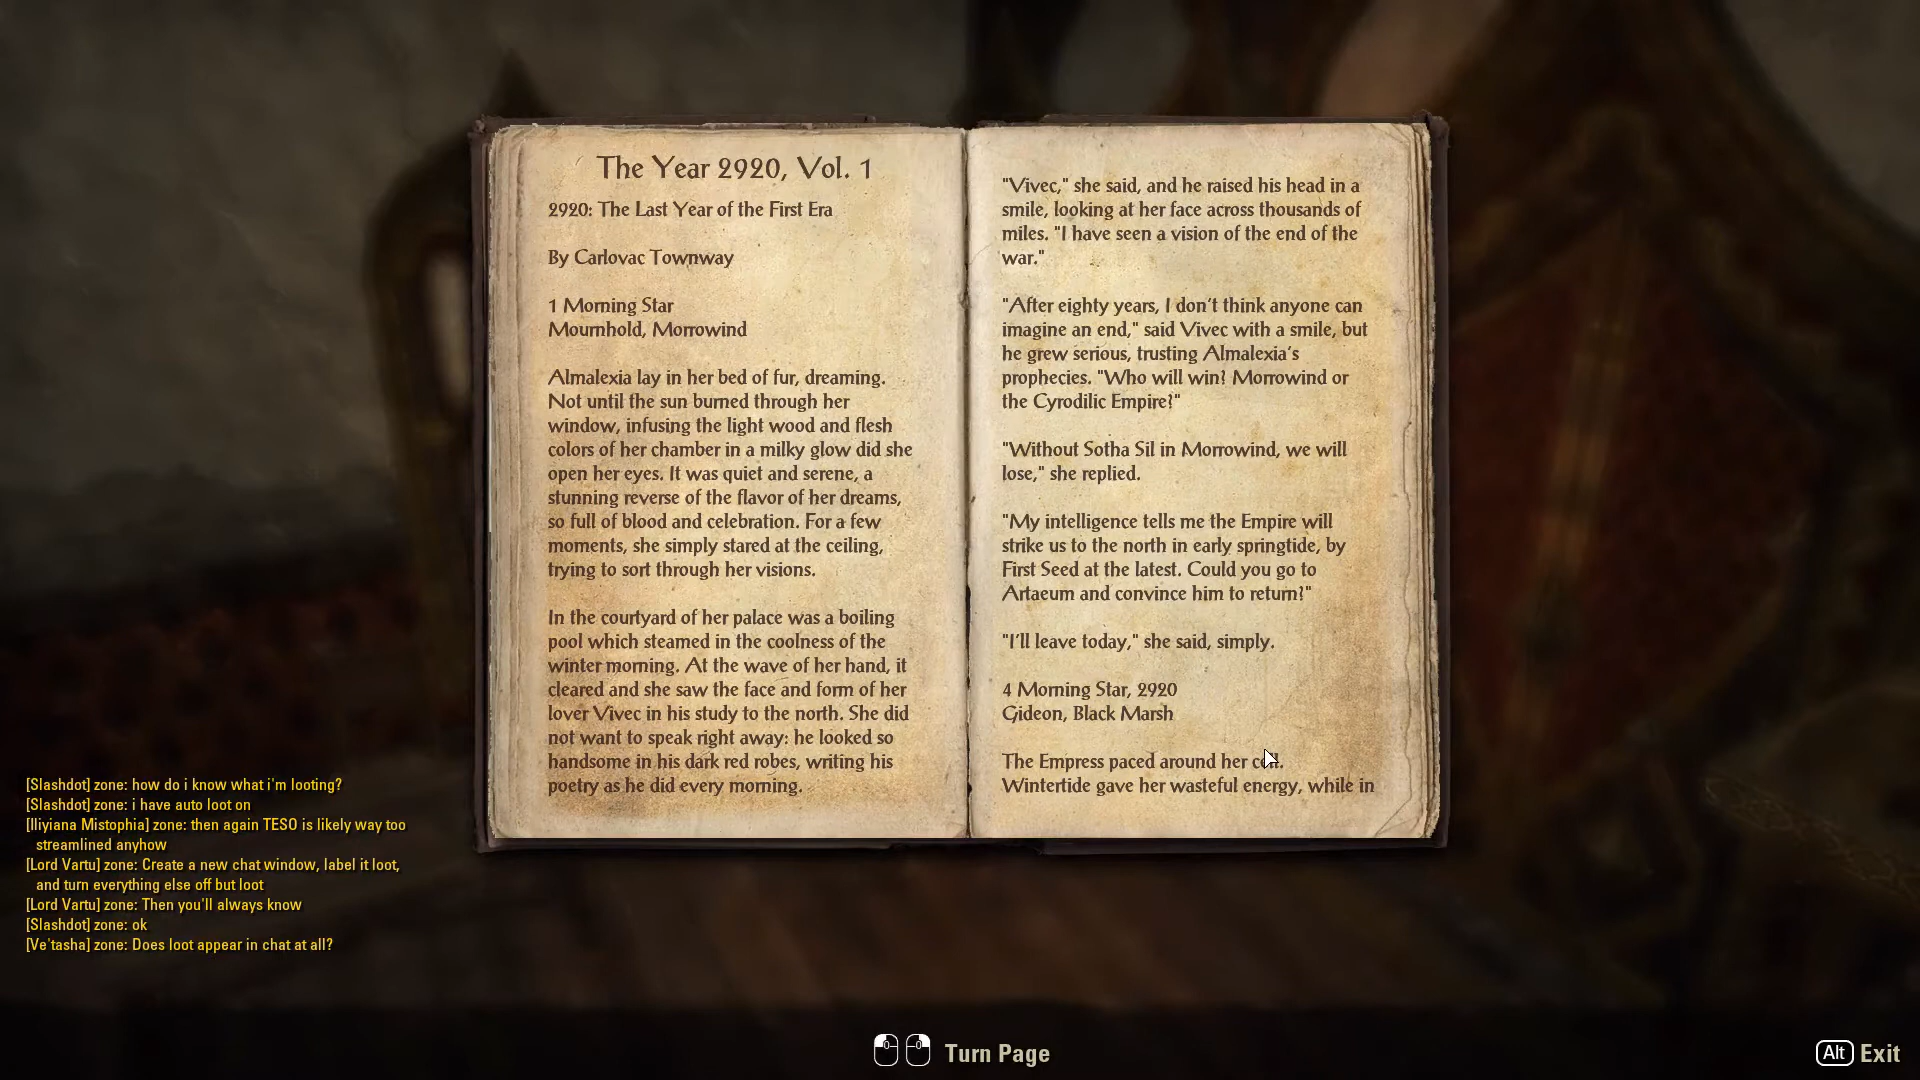 The Year 2920, Vol. 1
2920: The Last Year of the First Era
By Carlovac Townway
1 Morning Star
Mournhold, Morrowind
Almalexia lay in her bed of fur, dreaming.
Not until the sun burned through her
window, infusing the light wood and flesh
colors of her chamber in a milky glow did she
open her eyes. It was quiet and serene, a
stunning reverse of the flavor of her dreams,
so full of blood and celebration. For a few
moments, she simply stared at the ceiling,
trying to sort through her visions.
In the courtyard of her palace was a boiling
pool which steamed in the coolness of the
winter morning. At the wave of her hand, it
cleared and she saw the face and form of her
lover Vivec in his study to the north. She did
not want to speak right away: he looked so
handsome in his dark red robes, writing his
poetry as he did every morning.
"Vivec," she said, and he raised his head in a
smile, looking at her face across thousands of
miles. "I have seen a vision of the end of the
war."
"After eighty years, I don't think anyone can
imagine an end," said Vivec with a smile, but
he grew serious, trusting Almalexia's
prophecies. "Who will win? Morrowind or
the Cyrodilic Empire?"
"Without Sotha Sil in Morrowind, we will
lose," she replied.
"My intelligence tells me the Empire will
strike us to the north in early springtide, by
First Seed at the latest. Could you go to
Artaeum and convince him to return?"
"I'll leave today," she said, simply.
4 Morning Star, 2920
Gideon, Black Marsh
The Empress paced around her cell.
Wintertide gave her wasteful energy, while in
[Slashdot] zone: how do i know what i'm looting?
[Slashdot] zone: i have auto loot on
[Iliyiana Mistophia] zone: then again TESO is likely way too
streamlined anyhow
[Lord Vartu] zone: Create a new chat window, label it loot,
and turn everything else off but loot
[Lord Vartu] zone: Then you'll always know
[Slashdot] zone: ok
[Ve'tasha] zone: Does loot appear in chat at all?
Turn Page
Alt Exit